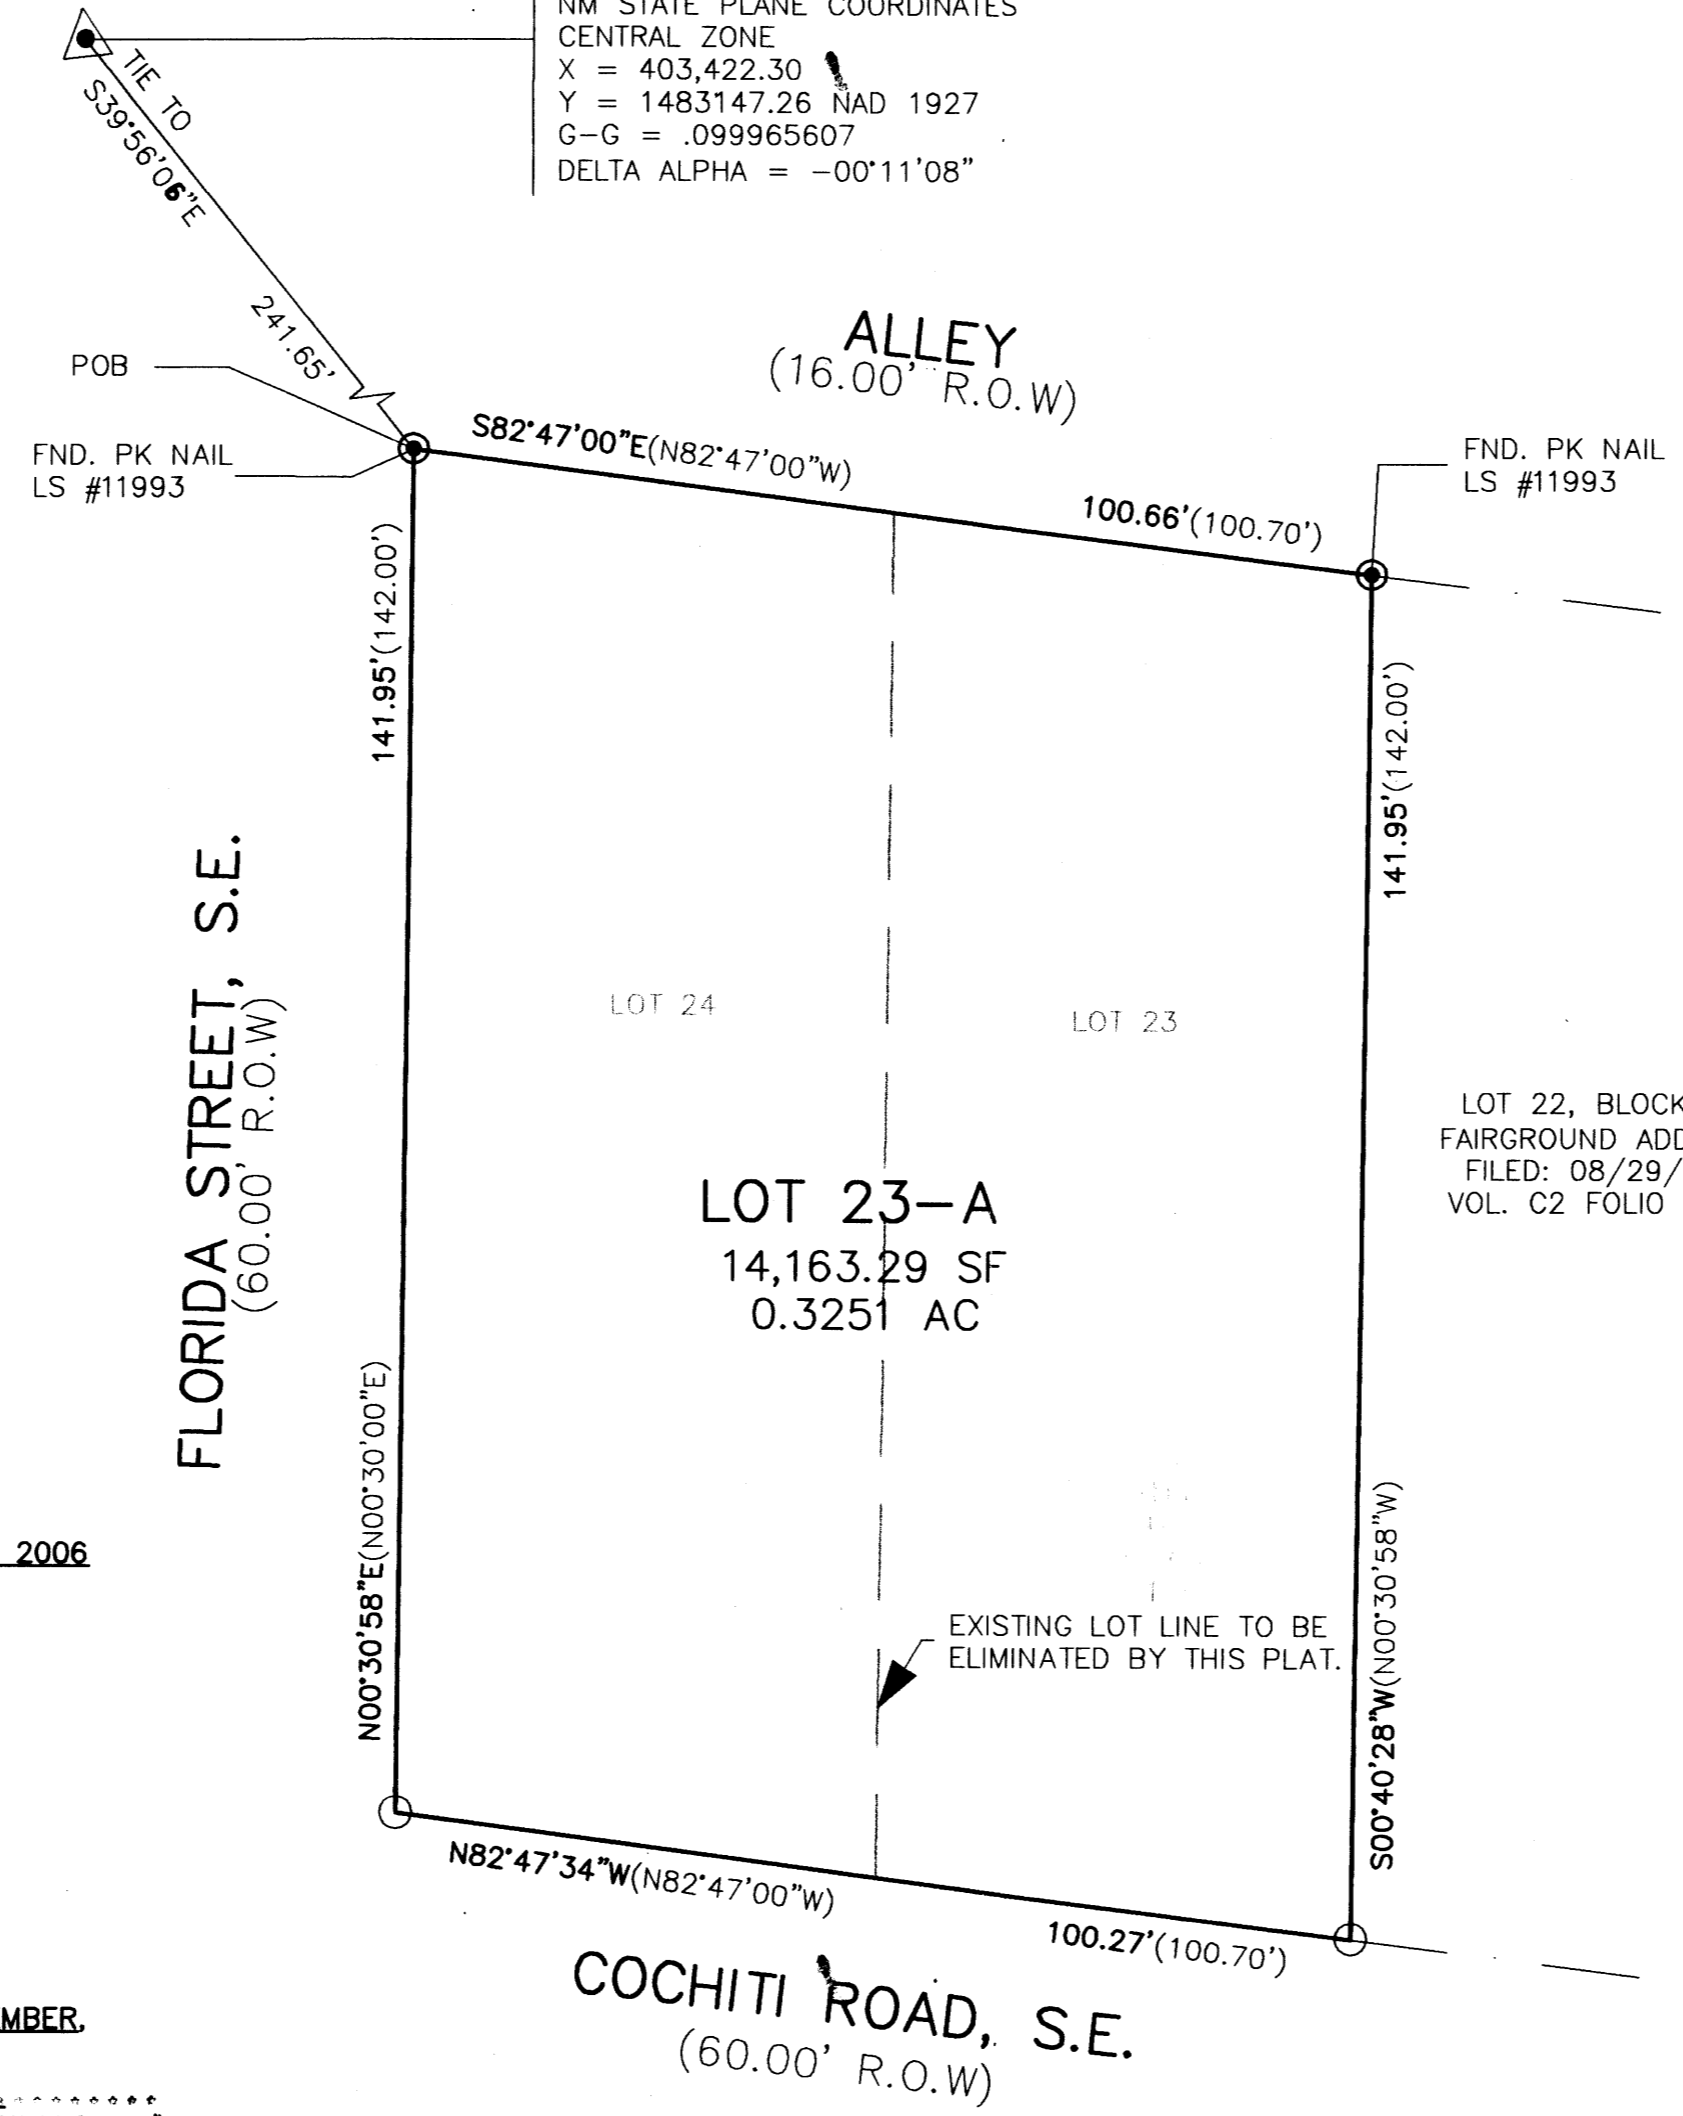 NM STATE PLANE COORDINATES
CENTRAL ZONE
X = 403,422.30
Y = 1483147.26 NAD 1927
G-G = .099965607
DELTA ALPHA = -00°11'08"
TIE TO
S39°56'06"E
241.65'
POB
FND. PK NAIL
LS #11993
ALLEY
(16.00' R.O.W)
S82°47'00"E(N82°47'00"W)
100.66'(100.70')
FND. PK NAIL
LS #11993
141.95'(142.00')
141.95'(142.00')
FLORIDA STREET, S.E.
(60.00' R.O.W)
LOT 24
LOT 23
LOT 22, BLOCK
FAIRGROUND ADD
FILED: 08/29/
VOL. C2 FOLIO
LOT 23-A
14,163.29 SF
0.3251 AC
N00°30'58"E(N00°30'00"E)
S00°40'28"W(N00°30'58"W)
2006
EXISTING LOT LINE TO BE
ELIMINATED BY THIS PLAT.
N82°47'34"W(N82°47'00"W)
100.27'(100.70')
COCHITI ROAD, S.E.
(60.00' R.O.W)
MBER,